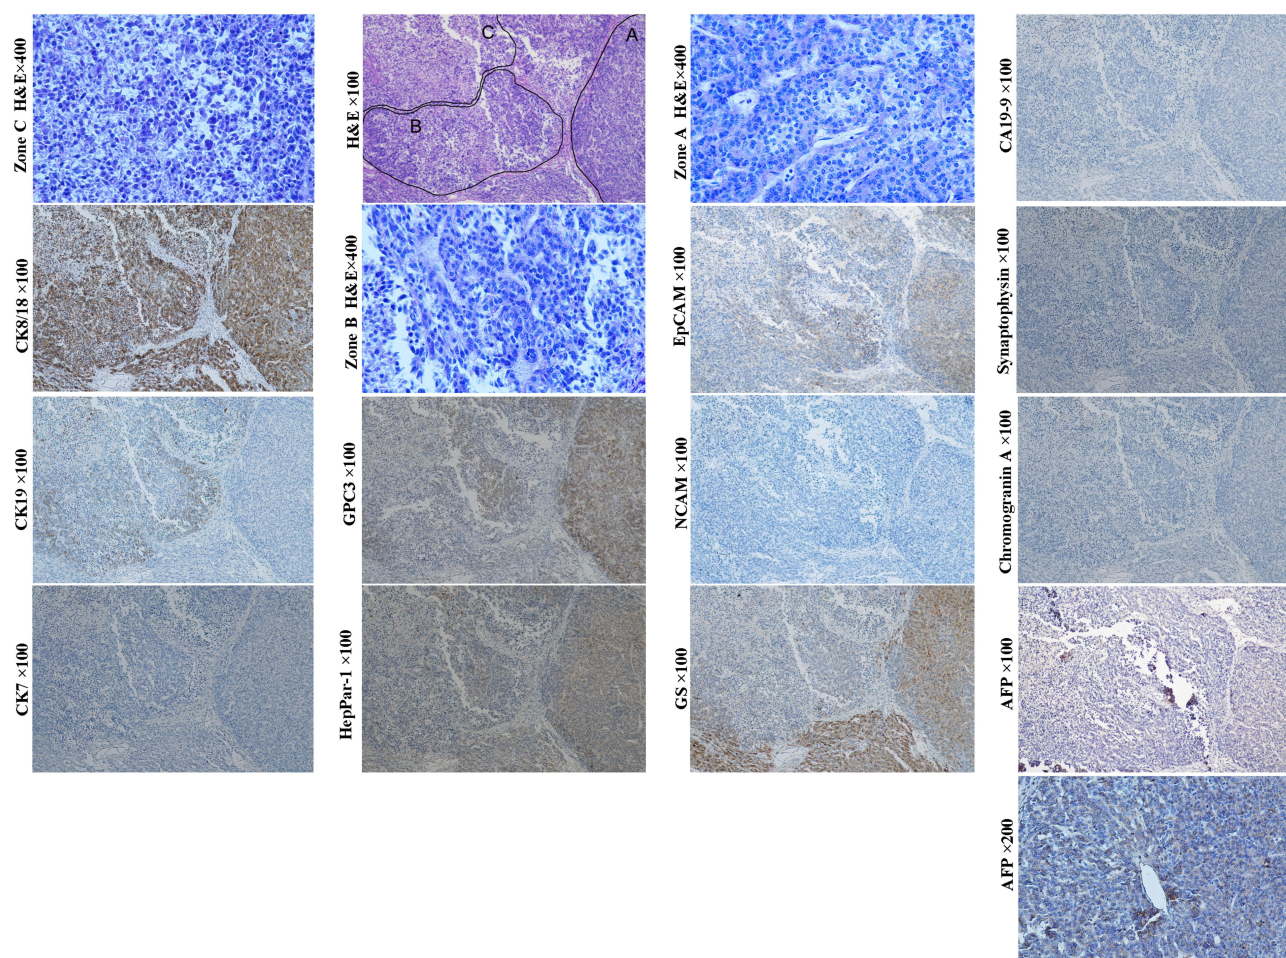 Zone C H&E×400
H&E ×100
C
A
B
Zone A H&E×400
CA19-9 ×100
CK8/18 ×100
Zone B H&E×400
EpCAM ×100
Synaptophysin ×100
CK19 ×100
GPC3 ×100
NCAM ×100
Chromogranin A ×100
CK7 ×100
HepPar-1 ×100
GS ×100
AFP ×100
AFP ×200